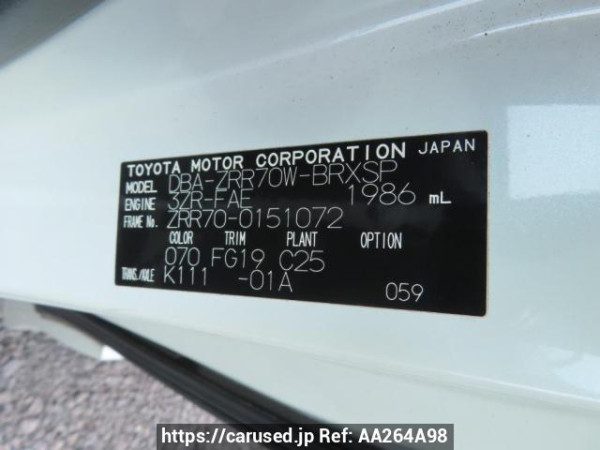 TOYOTA MOTOR CORPORATION JAPAN
MODEL DBA-ZRR70W-BRXSP
ENGINE 3ZR-FAE 1986 mL
FRAME No. ZRR70-0151072
COLOR TRIM PLANT OPTION
070 FG19 C25
TRANS./AXLE K111 -01A
059
https://carused.jp Ref: AA264A98